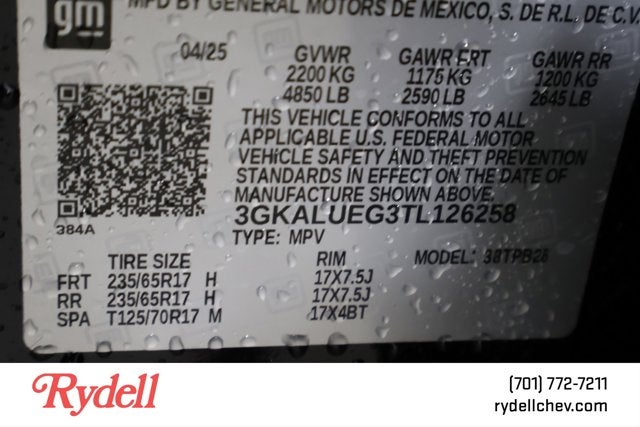 gm
MFD BY GENERAL MOTORS DE MEXICO, S. DE R.L. DE C.V.
04/25 GVWR GAWR FRT GAWR RR
2200 KG 1175 KG 1200 KG
4850 LB 2590 LB 2645 LB
THIS VEHICLE CONFORMS TO ALL
APPLICABLE U.S. FEDERAL MOTOR
VEHICLE SAFETY AND THEFT PREVENTION
STANDARDS IN EFFECT ON THE DATE OF
MANUFACTURE SHOWN ABOVE.
3GKALUEG3TL126258
384A
TYPE: MPV
TIRE SIZE RIM MODEL:
FRT 235/65R17 H 17X7.5J
RR 235/65R17 H 17X7.5J
SPA T125/70R17 M 17X4BT
Rydell
(701) 772-7211
rydellchev.com